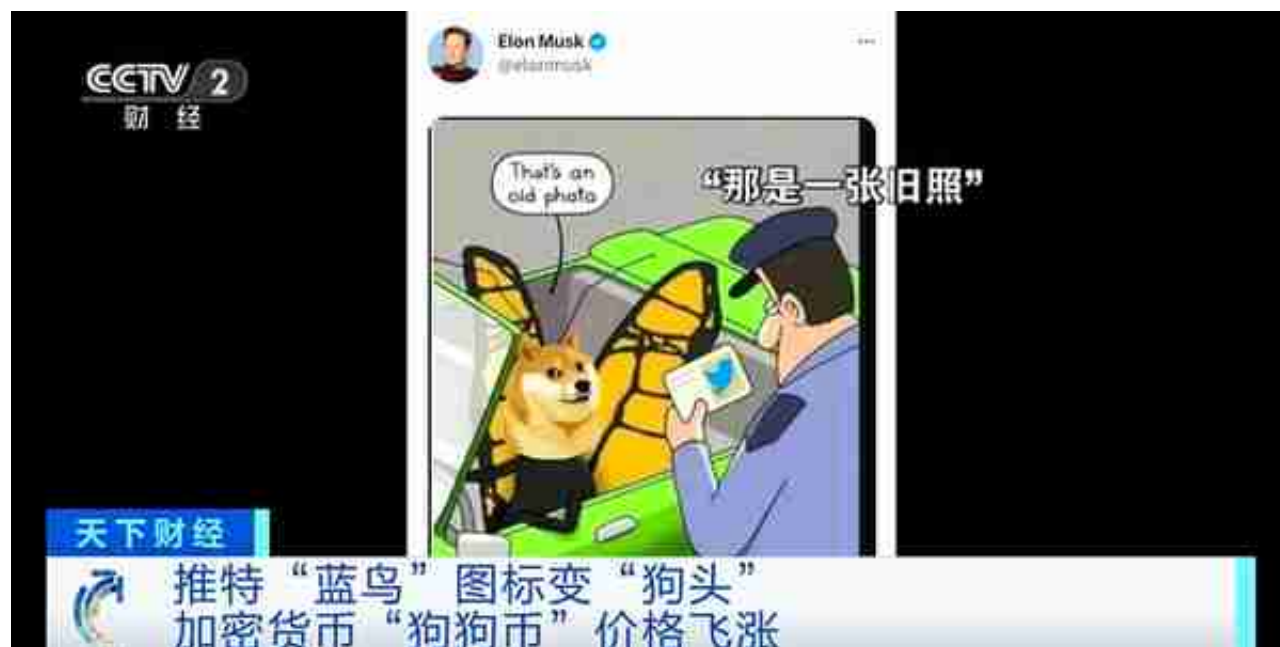 Elon Musk
@elonmusk
CCTV 2
财 经
That's an
old photo
“那是一张旧照”
天下财经
推特“蓝鸟”图标变“狗头”
加密货币“狗狗币”价格飞涨